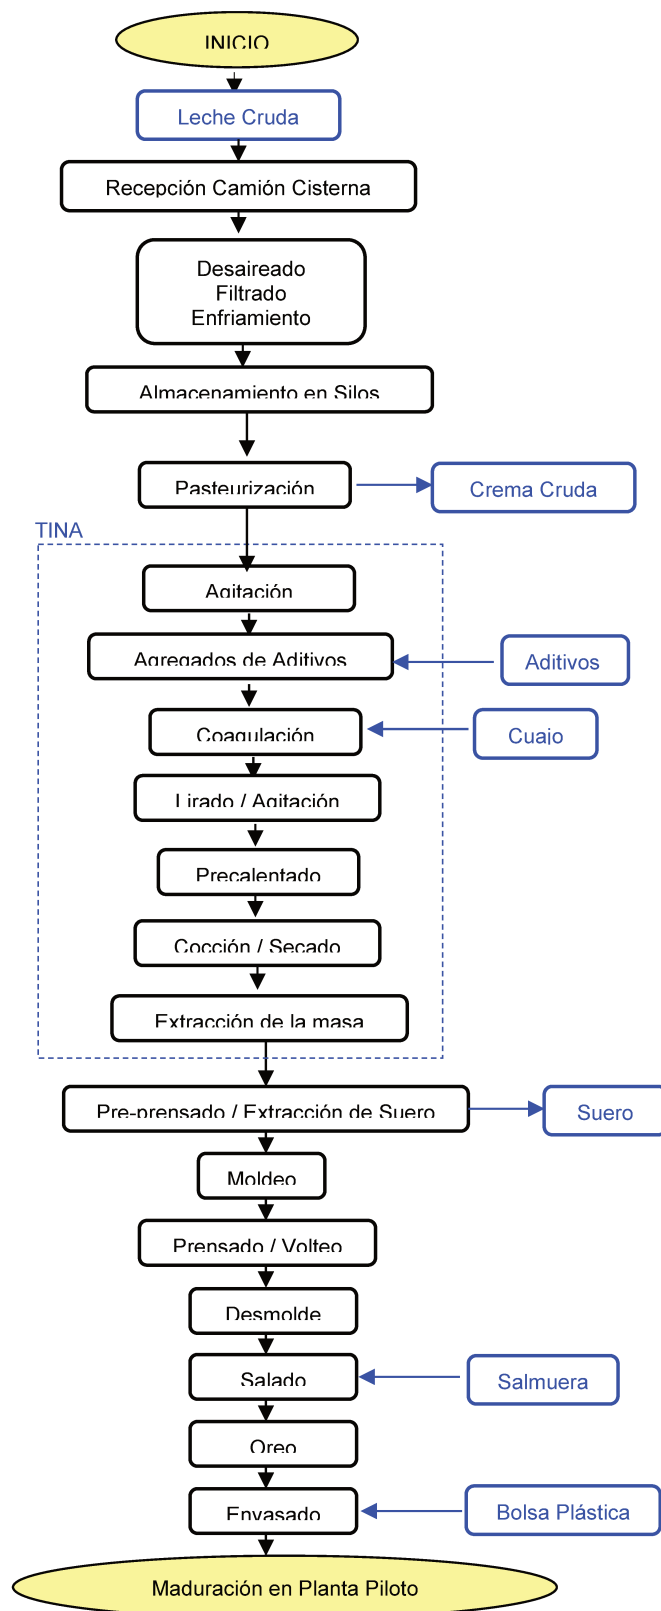 INICIO
Leche Cruda
Recepción Camión Cisterna
Desaireado
Filtrado
Enfriamiento
Almacenamiento en Silos
Pasteurización
Crema Cruda
TINA
Agitación
Agregados de Aditivos
Aditivos
Coagulación
Cuajo
Lirado / Agitación
Precalentado
Cocción / Secado
Extracción de la masa
Pre-prensado / Extracción de Suero
Suero
Moldeo
Prensado / Volteo
Desmolde
Salado
Salmuera
Oreo
Envasado
Bolsa Plástica
Maduración en Planta Piloto